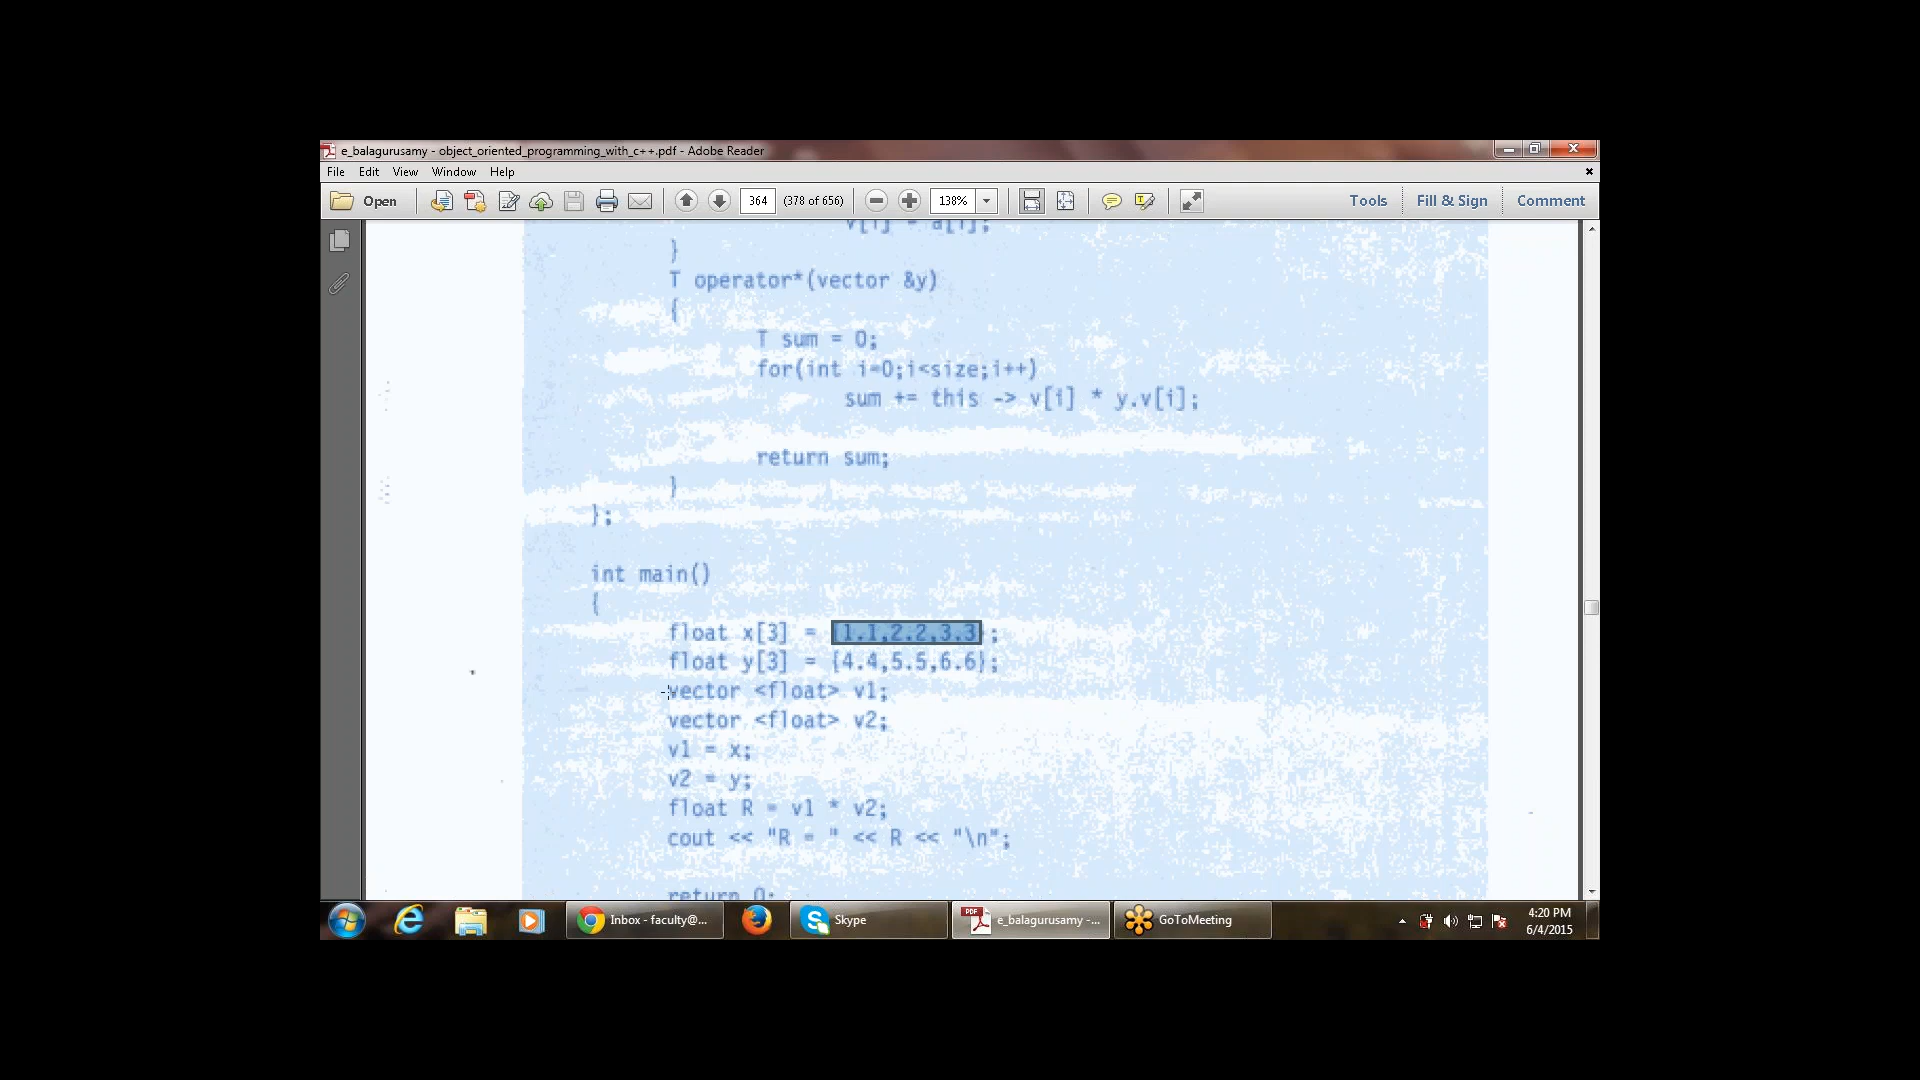 e_balagurusamy - object_oriented_programming_with_c++.pdf - Adobe Reader
File Edit View Window Help
Open 364 (378 of 656) 138% Tools Fill & Sign Comment
v[i] = a[i];
}
T operator*(vector &y)
{
T sum = 0;
for(int i=0;i<size;i++)
sum += this -> v[i] * y.v[i];
return sum;
}
};
int main()
{
float x[3] = {1.1,2.2,3.3};
float y[3] = {4.4,5.5,6.6};
vector <float> v1;
vector <float> v2;
v1 = x;
v2 = y;
float R = v1 * v2;
cout << "R = " << R << "\n";
return 0;
Inbox - faculty@... Skype e_balagurusamy -... GoToMeeting 4:20 PM
6/4/2015